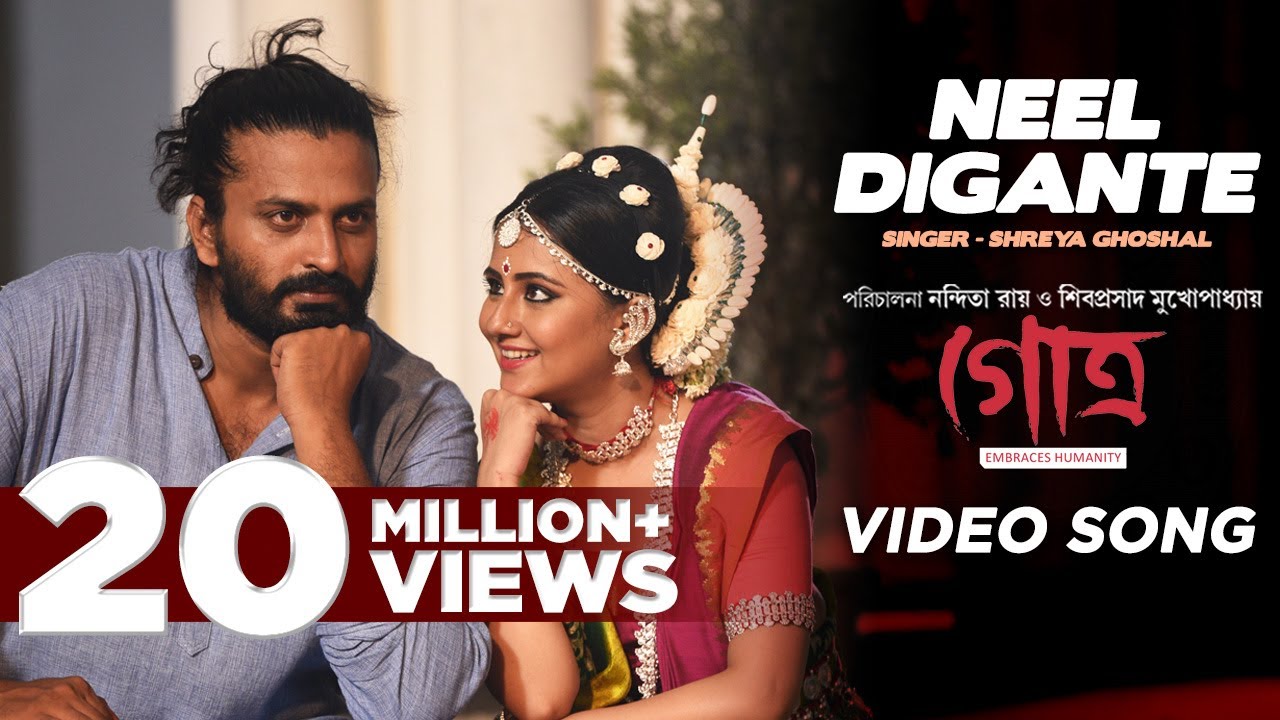 NEEL
DIGANTE
SINGER - SHREYA GHOSHAL
পরিচালনা নন্দিতা রায় ও শিবপ্রসাদ মুখোপাধ্যায়
গোত্র
EMBRACES HUMANITY
VIDEO SONG
20 MILLION+
VIEWS